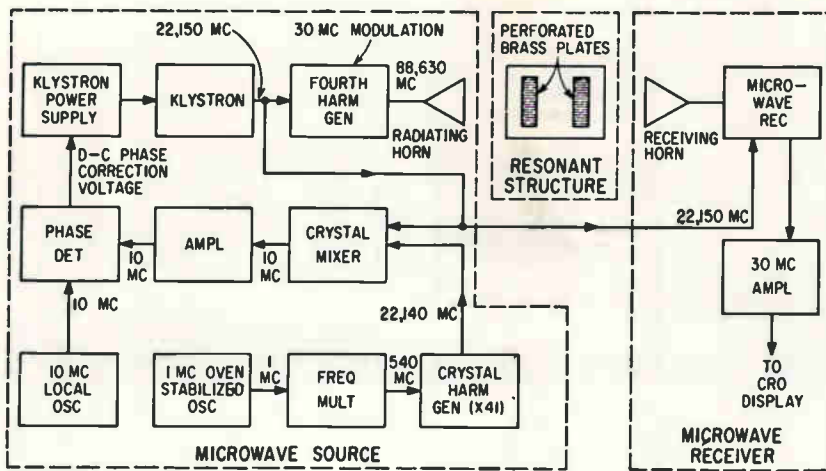 22,150 MC
30 MC MODULATION
KLYSTRON
POWER
SUPPLY
KLYSTRON
FOURTH
HARM
GEN
88,630
MC
RADIATING
HORN
D-C PHASE
CORRECTION
VOLTAGE
PHASE
DET
10
MC
AMPL
10
MC
CRYSTAL
MIXER
10 MC
22,140 MC
10 MC
LOCAL
OSC
1 MC OVEN
STABILIZED
OSC
1
MC
FREQ
MULT
540
MC
CRYSTAL
HARM
GEN (X41)
MICROWAVE SOURCE
PERFORATED
BRASS PLATES
RESONANT
STRUCTURE
RECEIVING
HORN
MICRO-
WAVE
REC
22,150 MC
30 MC
AMPL
TO
CRO
DISPLAY
MICROWAVE
RECEIVER